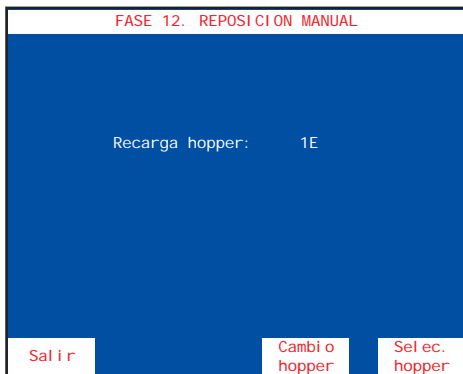 FASE 12. REPOSICION MANUAL
Recarga hopper: 1E
Salir
Cambio
hopper
Selec.
hopper